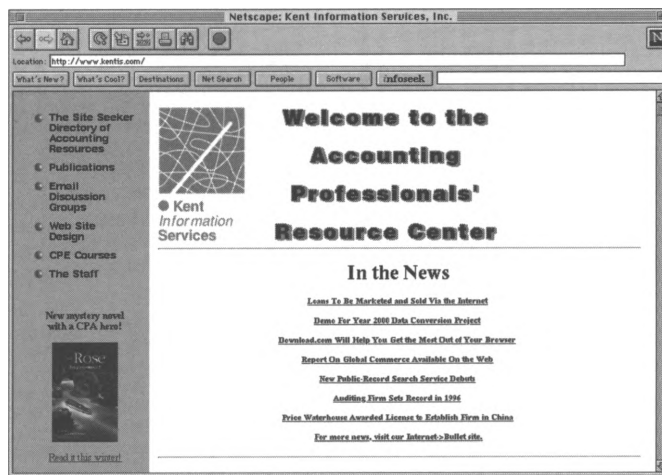 Netscape: Kent Information Services, Inc.
N
Location: http://www.kentis.com/
What's New?
What's Cool?
Destinations
Net Search
People
Software
infoseek
The Site Seeker
Directory of
Accounting
Resources
Publications
Email
Discussion
Groups
Web Site
Design
CPE Courses
The Staff
New mystery novel
with a CPA hero!
Rose
Read it this winter!
Kent
Information
Services
Welcome to the
Accounting
Professionals'
Resource Center
In the News
Loans To Be Marketed and Sold Via the Internet
Demo For Year 2000 Data Conversion Project
Download.com Will Help You Get the Most Out of Your Browser
Report On Global Commerce Available On the Web
New Public-Record Search Service Debuts
Auditing Firm Sets Record in 1996
Price Waterhouse Awarded License to Establish Firm in China
For more news, visit our Internet>Bullet site.